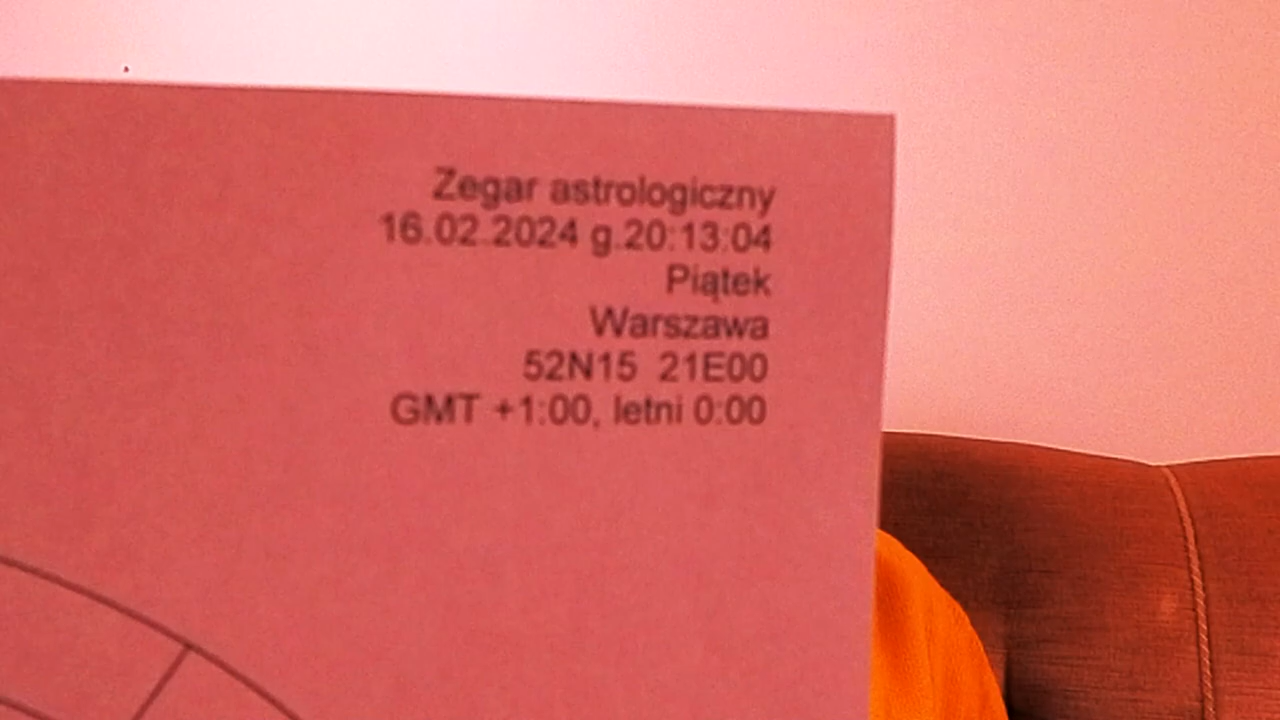 Zegar astrologiczny
16.02.2024 g.20:13:04
Piątek
Warszawa
52N15 21E00
GMT +1:00, letni 0:00